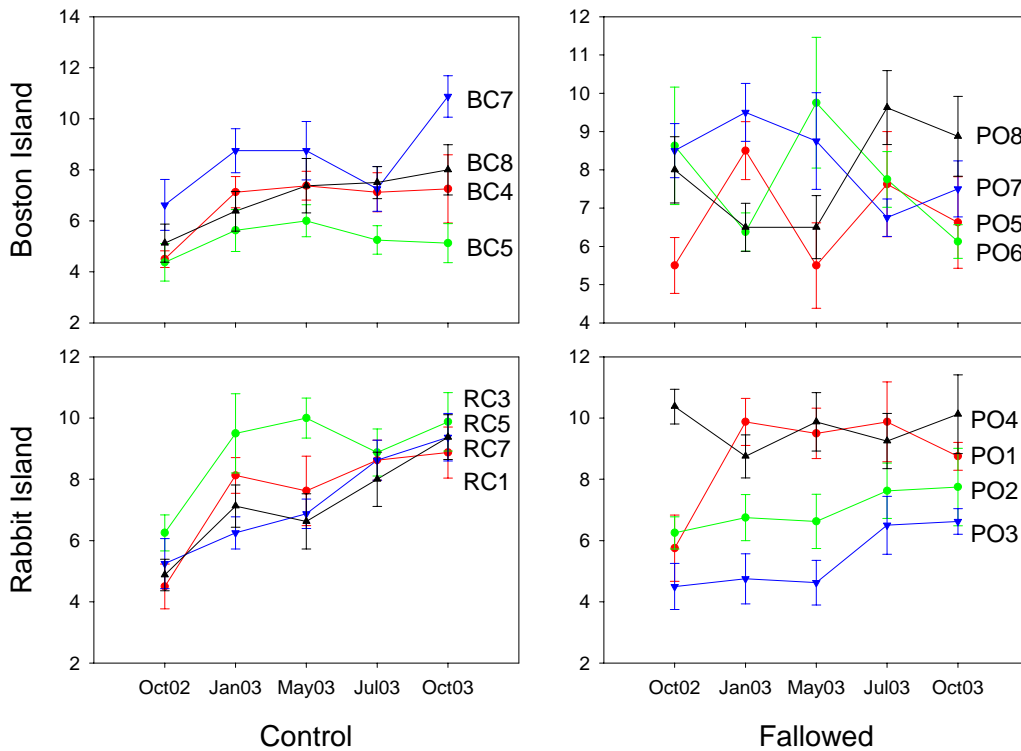 14
12
10
8
6
4
2
BC7
BC8
BC4
BC5
Boston Island
12
11
10
9
8
7
6
5
4
PO8
PO7
PO5
PO6
12
10
8
6
4
2
RC3
RC5
RC7
RC1
Rabbit Island
Oct02 Jan03 May03 Jul03 Oct03
Control
12
10
8
6
4
2
PO4
PO1
PO2
PO3
Oct02 Jan03 May03 Jul03 Oct03
Fallowed